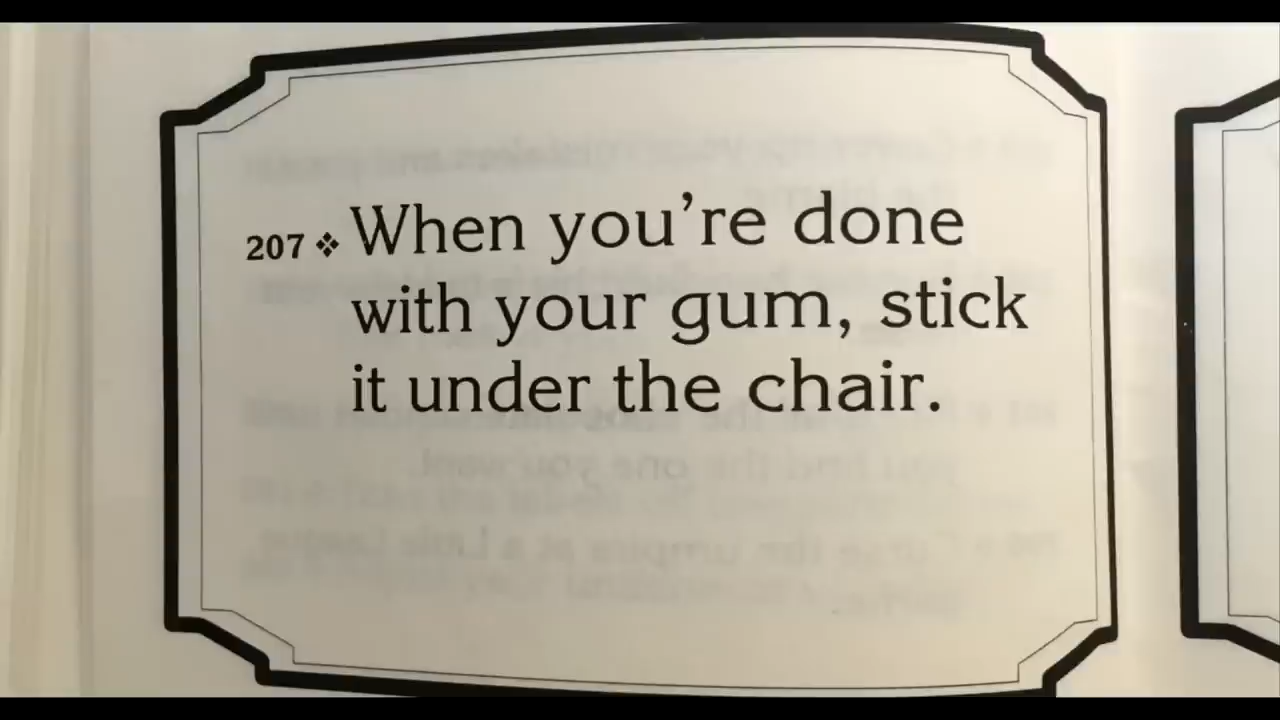 207 ❖ When you're done
with your gum, stick
it under the chair.